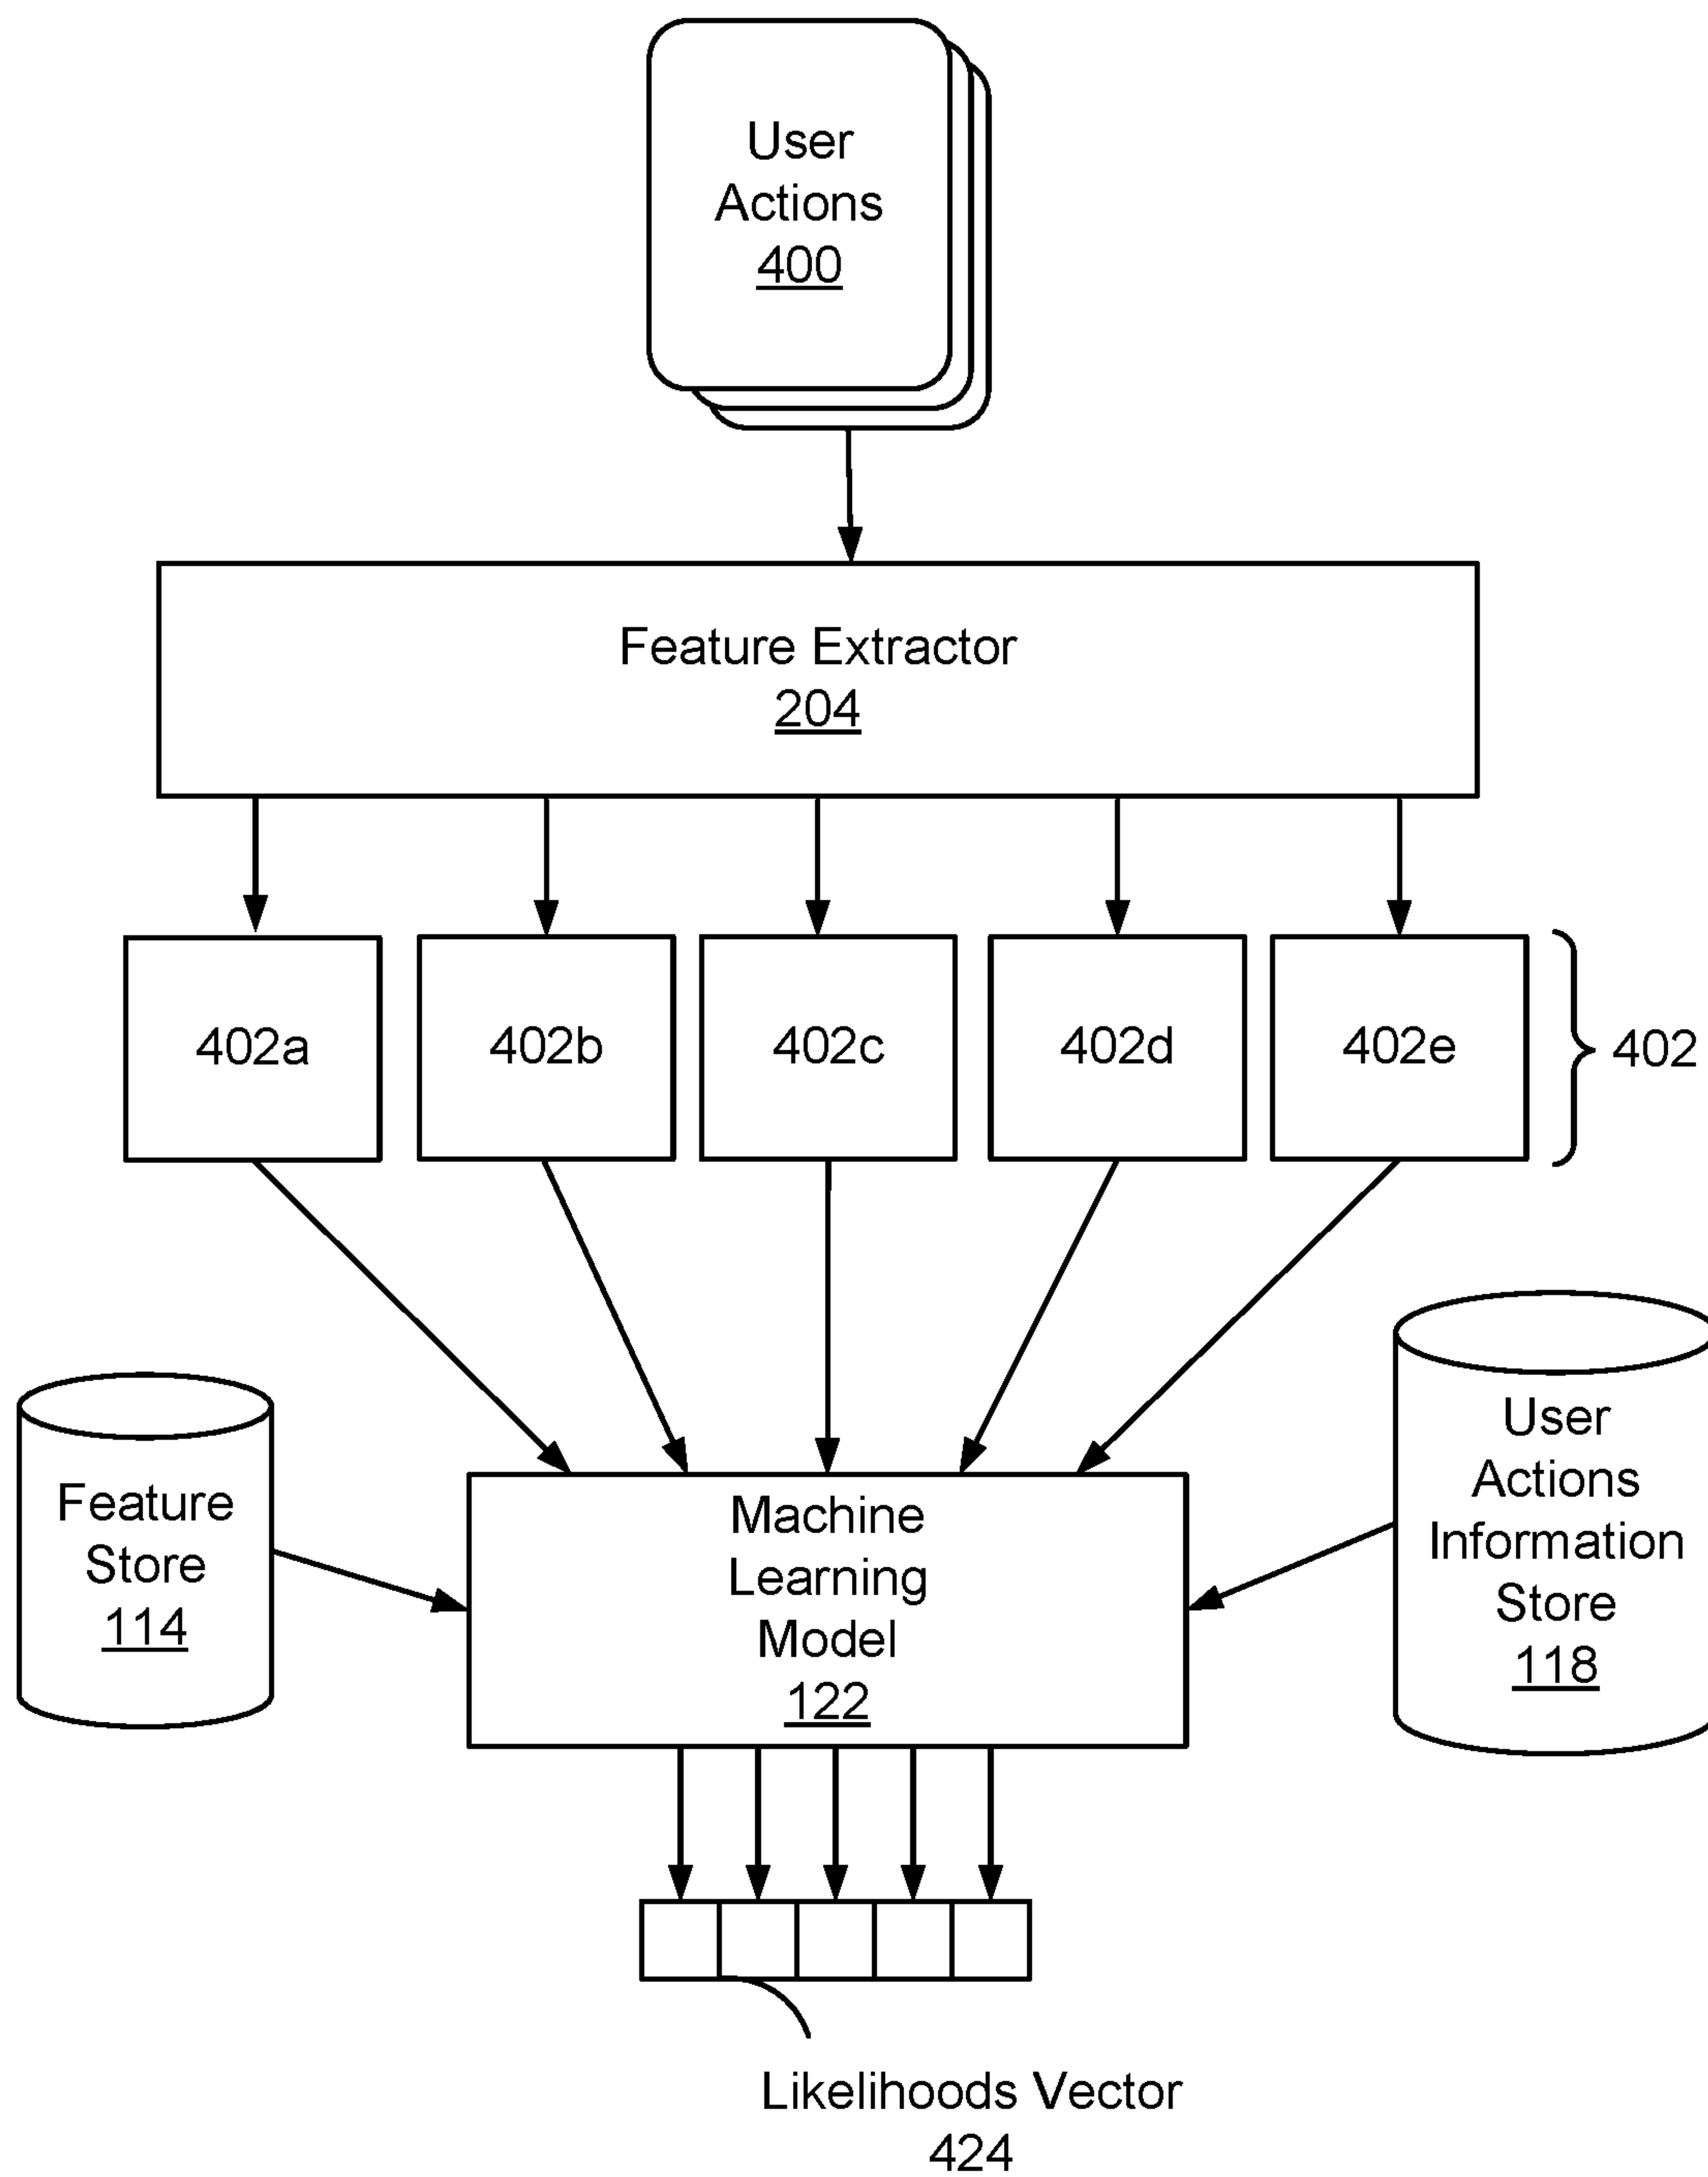 User
Actions
400
Feature Extractor
204
402a
402b
402c
402d
402e
402
Feature
Store
114
Machine
Learning
Model
122
User
Actions
Information
Store
118
Likelihoods Vector
424